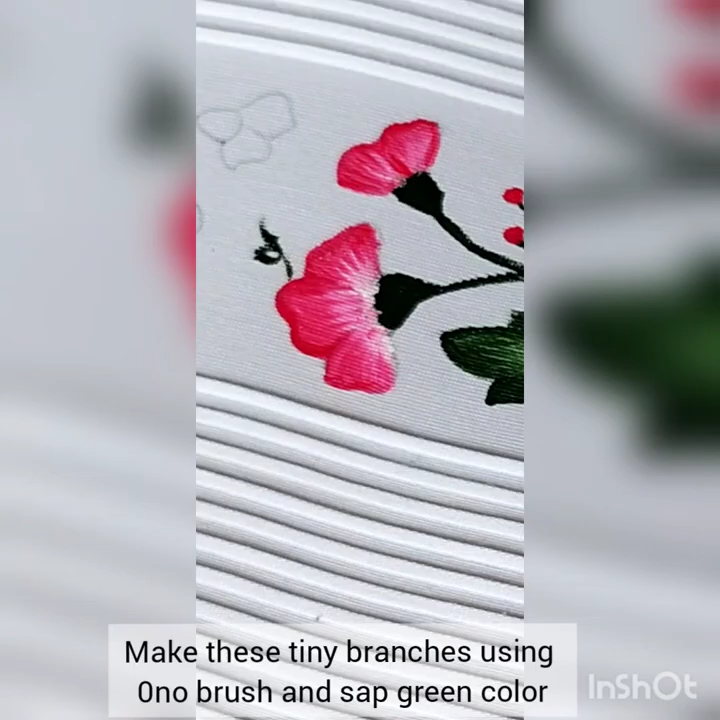 Make these tiny branches using
0no brush and sap green color
InShOt